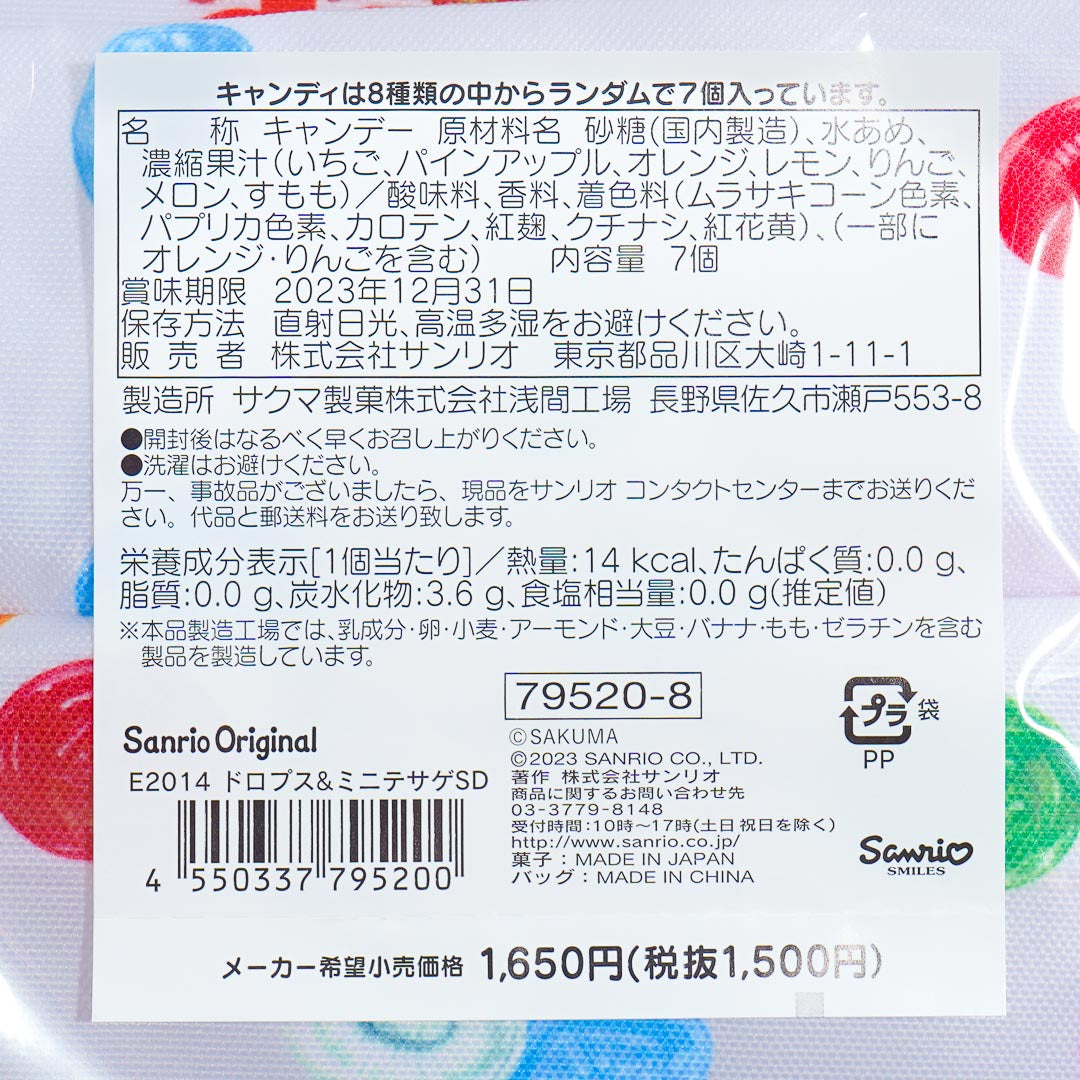 キャンディは8種類の中からランダムで7個入っています。
名　　称　キャンデー　原材料名　砂糖(国内製造)、水あめ、
濃縮果汁(いちご、パインアップル、オレンジ、レモン、りんご、
メロン、すもも)／酸味料、香料、着色料(ムラサキコーン色素、
パプリカ色素、カロテン、紅麹、クチナシ、紅花黄)、(一部に
オレンジ・りんごを含む)　　内容量　7個
賞味期限　2023年12月31日
保存方法　直射日光、高温多湿をお避けください。
販 売 者　株式会社サンリオ　東京都品川区大崎1-11-1
製造所　サクマ製菓株式会社浅間工場　長野県佐久市瀬戸553-8
●開封後はなるべく早くお召し上がりください。
●洗濯はお避けください。
万一、事故品がございましたら、現品をサンリオ コンタクトセンターまでお送りくだ
さい。代品と郵送料をお送り致します。
栄養成分表示[1個当たり]／熱量:14 kcal、たんぱく質:0.0 g、
脂質:0.0 g、炭水化物:3.6 g、食塩相当量:0.0 g(推定値)
※本品製造工場では、乳成分・卵・小麦・アーモンド・大豆・バナナ・もも・ゼラチンを含む
製品を製造しています。
79520-8
プラ 袋
PP
Sanrio Original
E2014 ドロプス&ミニテサゲSD
4 550337 795200
©SAKUMA
©2023 SANRIO CO., LTD.
著作 株式会社サンリオ
商品に関するお問い合わせ先
03-3779-8148
受付時間：10時〜17時(土日祝日を除く)
http://www.sanrio.co.jp/
菓子：MADE IN JAPAN
バッグ：MADE IN CHINA
Sanrio
SMILES
メーカー希望小売価格 1,650円(税抜1,500円)